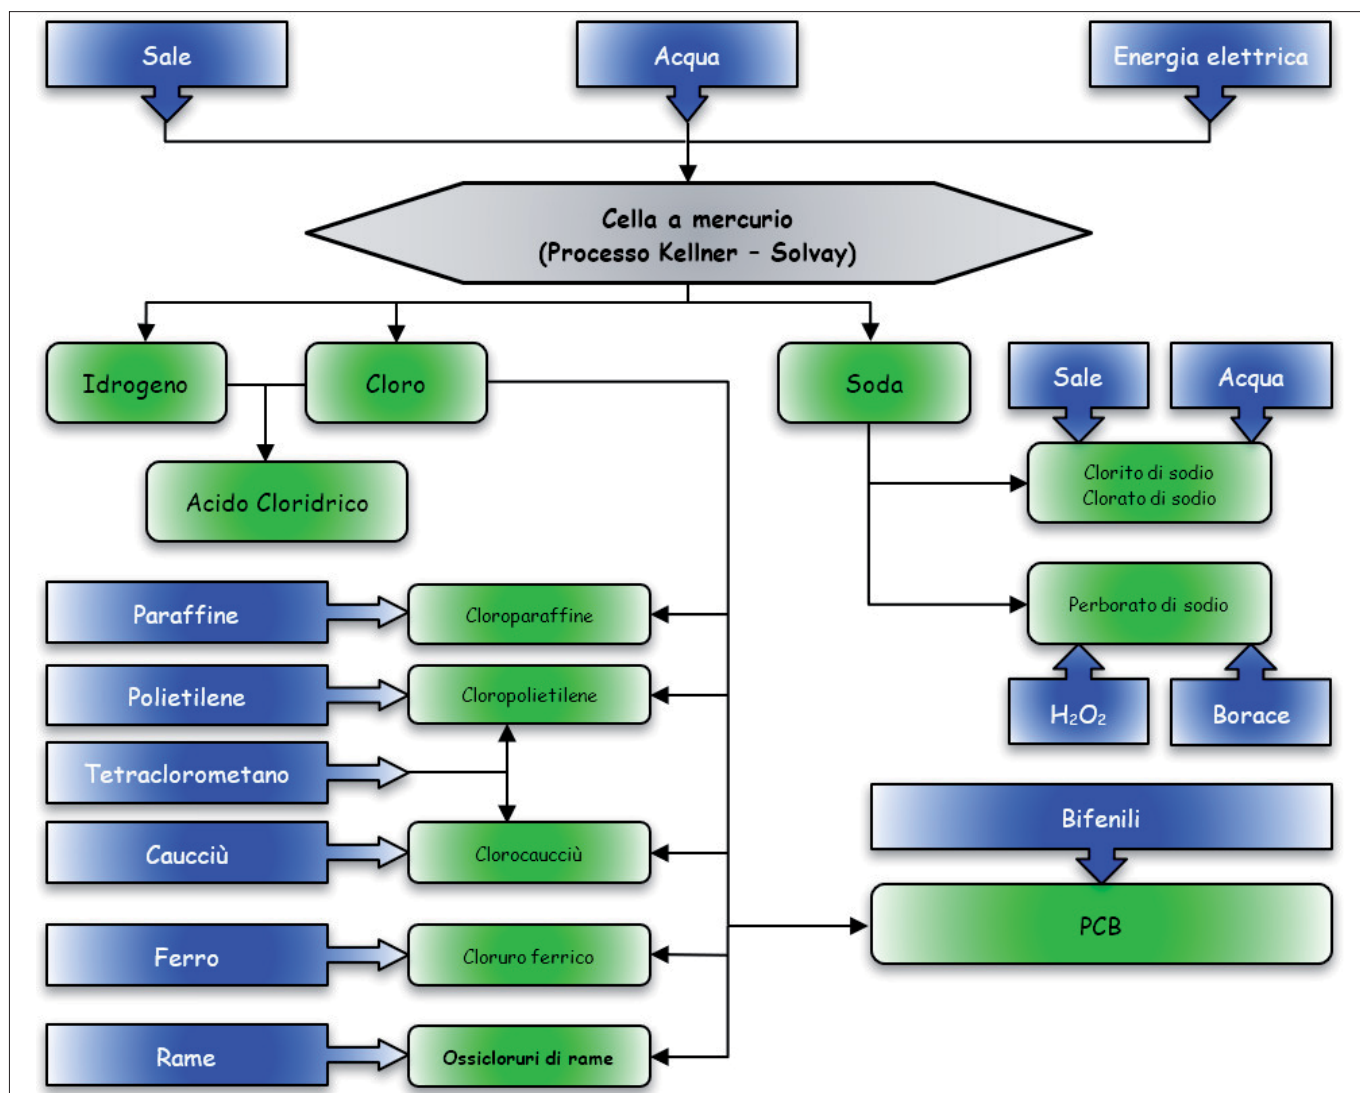 Sale
Acqua
Energia elettrica
Cella a mercurio
(Processo Kellner – Solvay)
Idrogeno
Cloro
Soda
Sale
Acqua
Acido Cloridrico
Clorito di sodio
Clorato di sodio
Paraffine
Cloroparaffine
Perborato di sodio
Polietilene
Cloropolietilene
H₂O₂
Borace
Tetraclorometano
Bifenili
Caucciù
Clorocaucciù
PCB
Ferro
Cloruro ferrico
Rame
Ossicloruri di rame